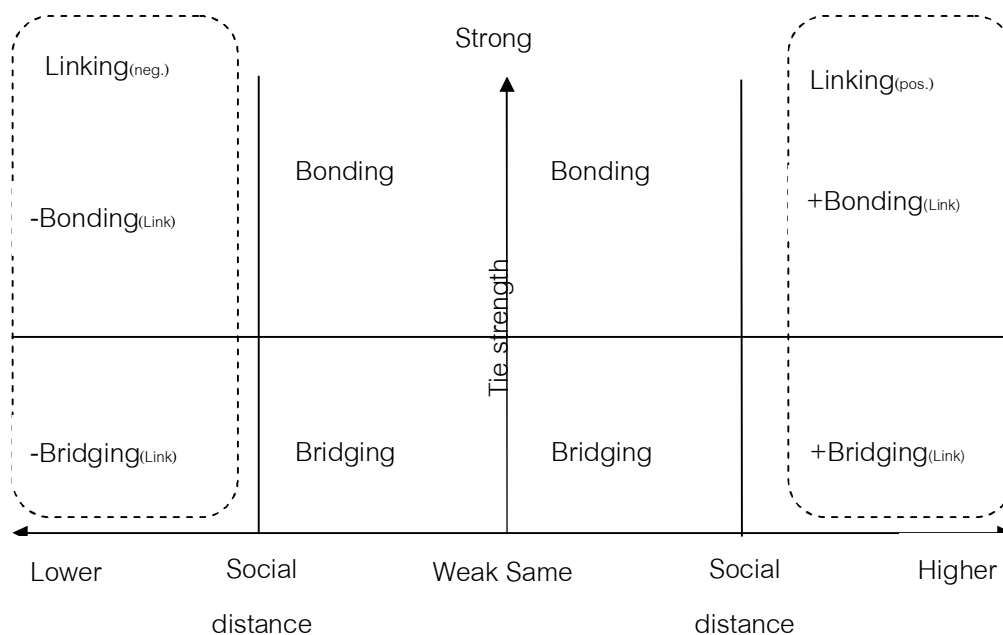 Strong
Linking(neg.)
Linking(pos.)
Bonding
Bonding
-Bonding(Link)
+Bonding(Link)
Tie strength
-Bridging(Link)
Bridging
Bridging
+Bridging(Link)
Lower
Social
distance
Weak Same
Social
distance
Higher